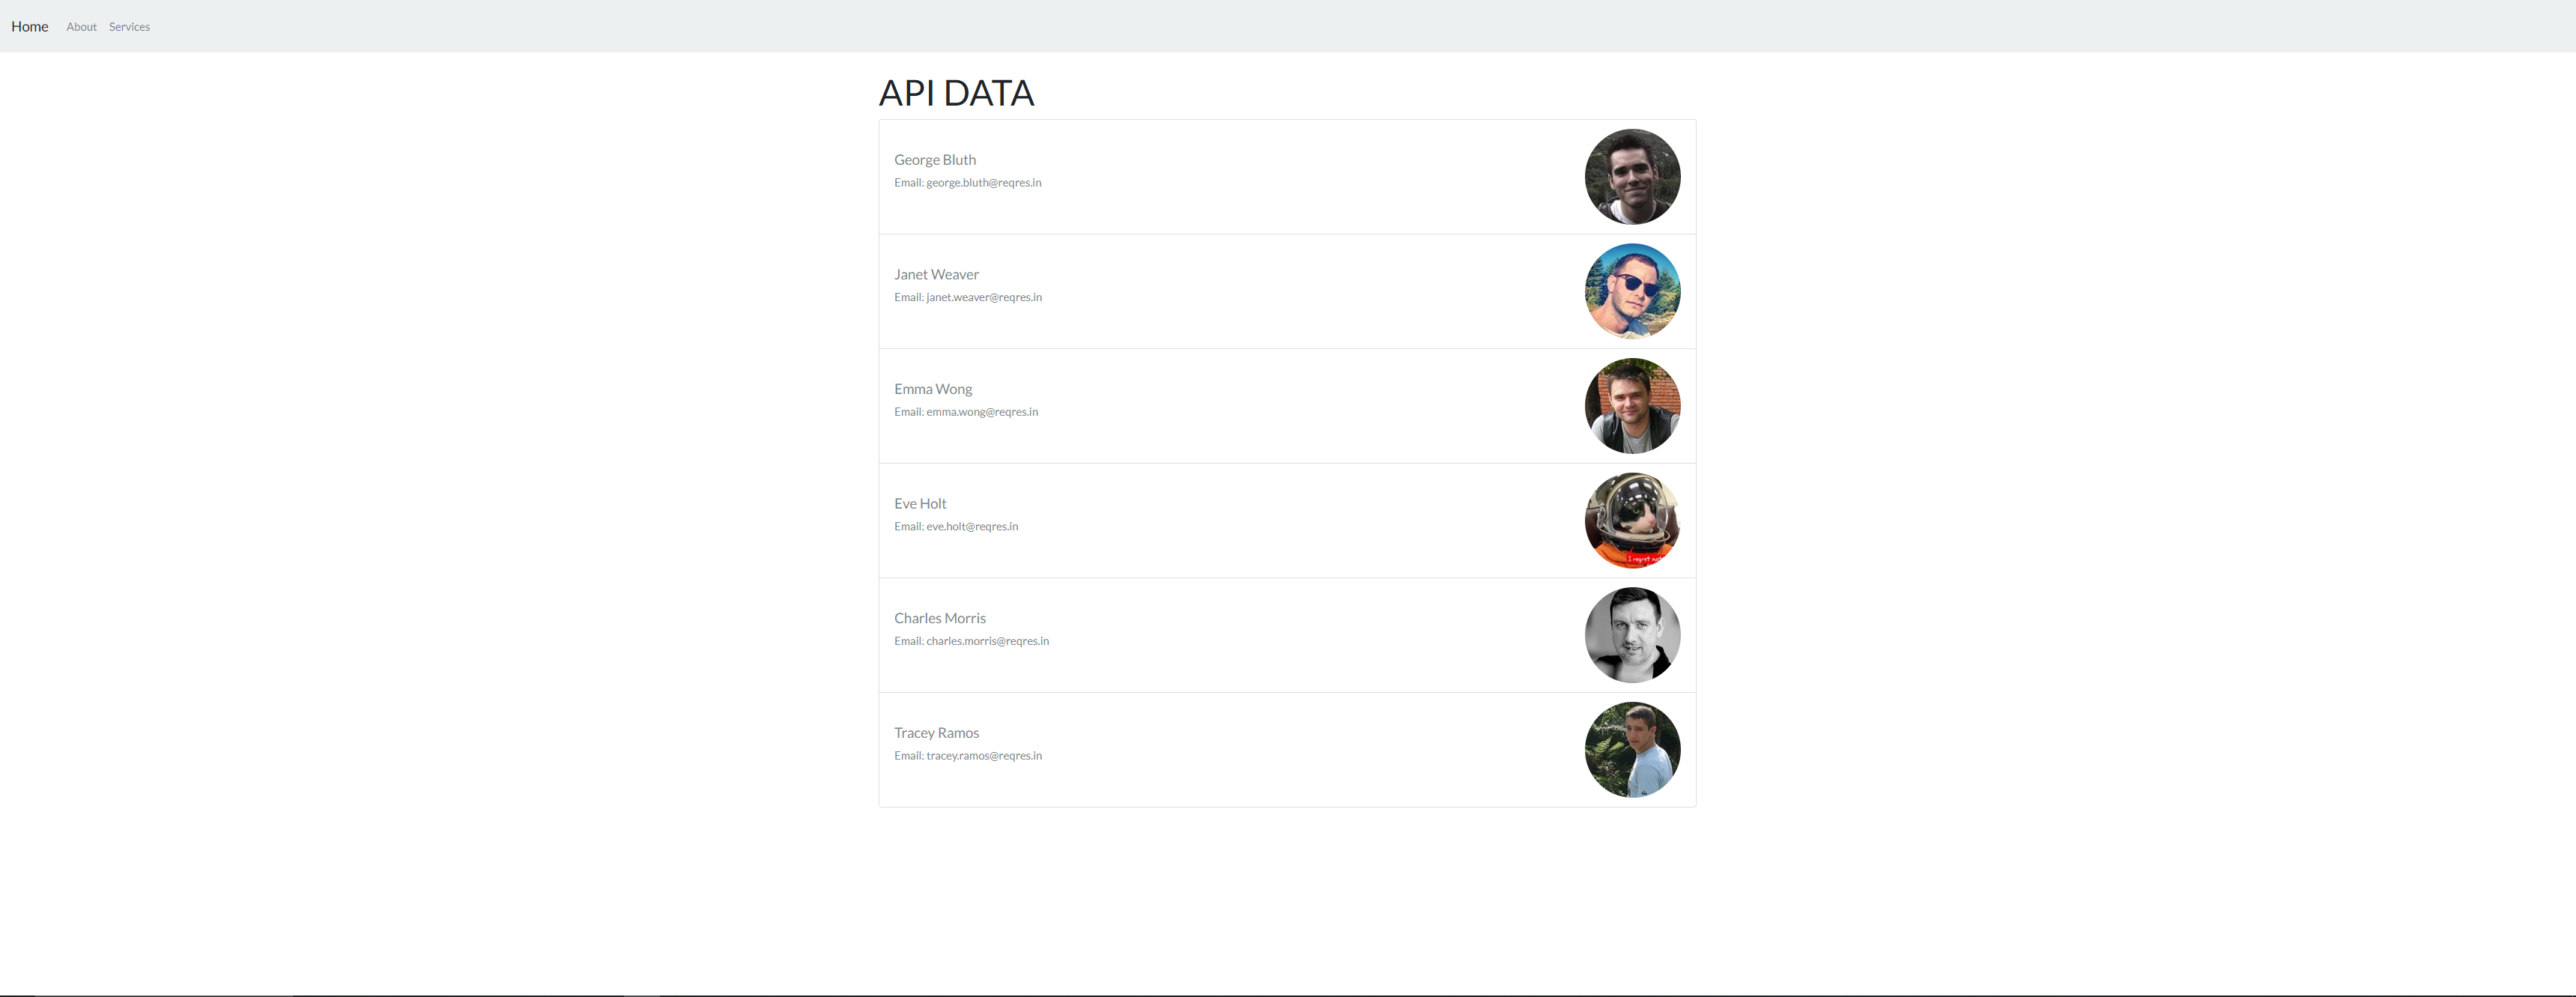 Home About Services
API DATA
George Bluth
Email: george.bluth@reqres.in
Janet Weaver
Email: janet.weaver@reqres.in
Emma Wong
Email: emma.wong@reqres.in
Eve Holt
Email: eve.holt@reqres.in
I regret
Charles Morris
Email: charles.morris@reqres.in
Tracey Ramos
Email: tracey.ramos@reqres.in